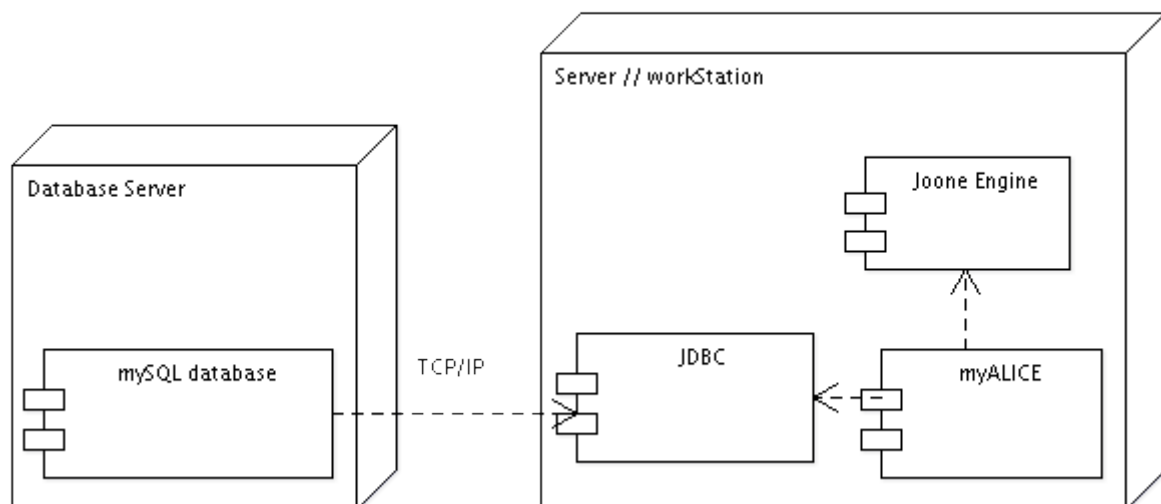 Server // workStation
Database Server
Joone Engine
mySQL database
TCP/IP
JDBC
myALICE